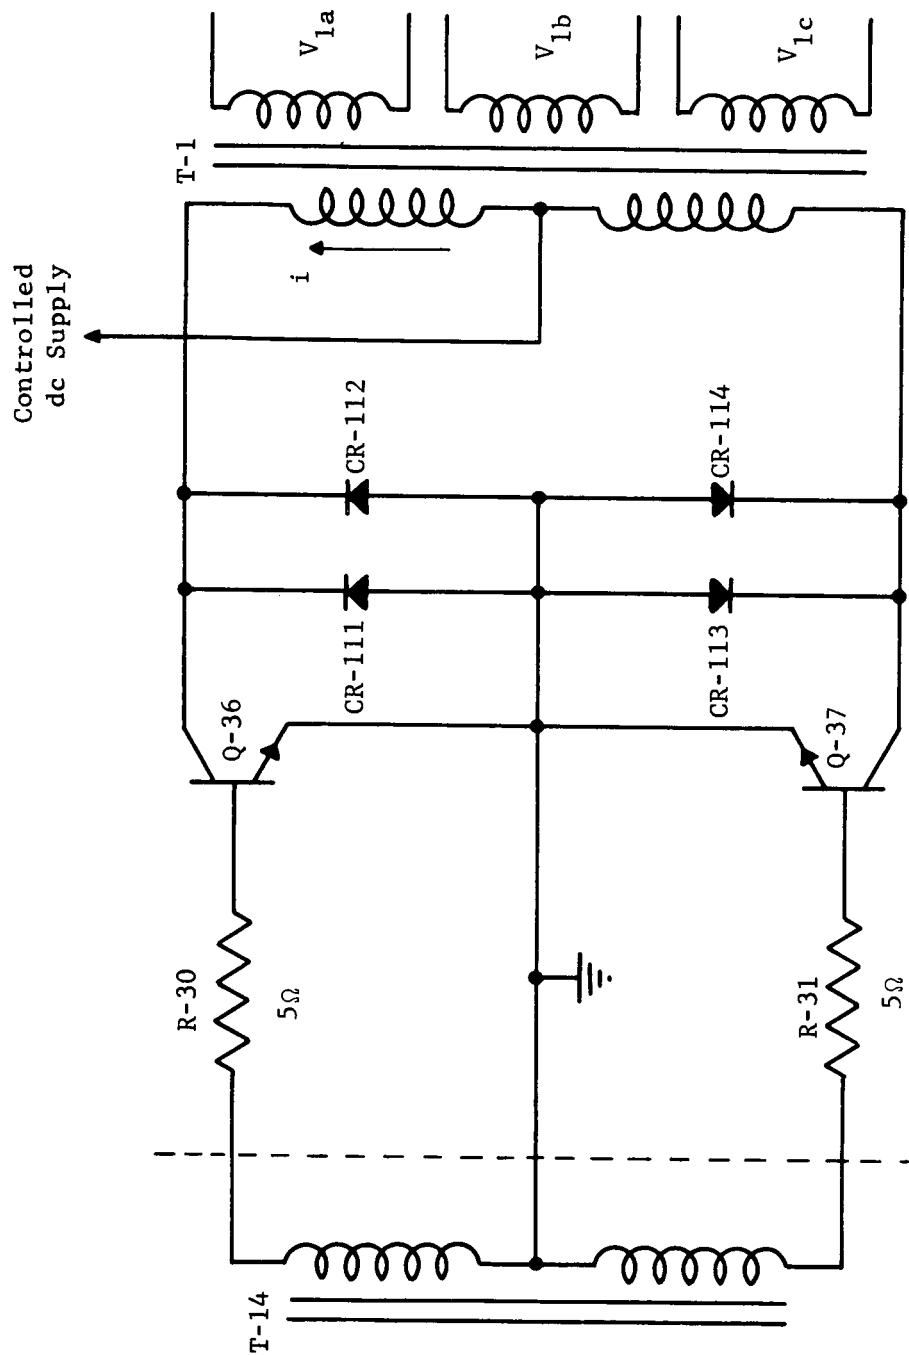 Controlled
dc Supply
T-1
V1a
V1b
V1c
i
CR-112
CR-114
CR-111
CR-113
Q-36
Q-37
R-30
5Ω
R-31
5Ω
T-14